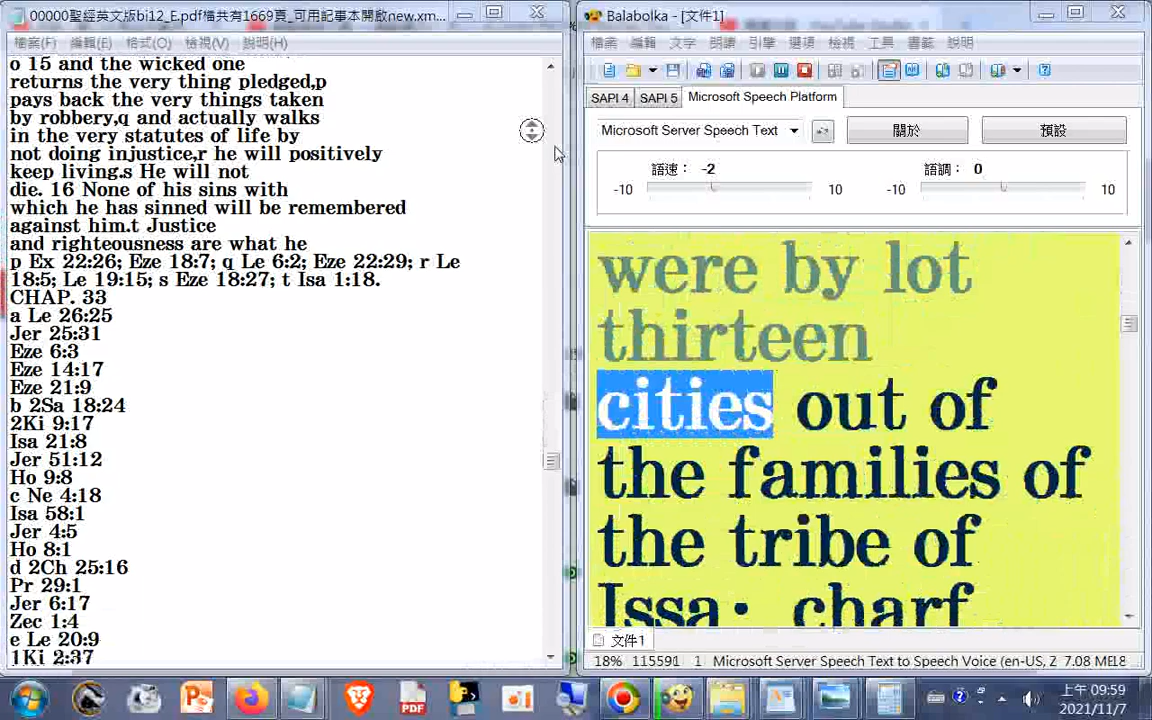 00000聖經英文版bi12_E.pdf檔共有1669頁_可用記事本開啟new.xm...
檔案(F) 編輯(E) 格式(O) 檢視(V) 說明(H)
o 15 and the wicked one
returns the very thing pledged,p
pays back the very things taken
by robbery,q and actually walks
in the very statutes of life by
not doing injustice,r he will positively
keep living.s He will not
die. 16 None of his sins with
which he has sinned will be remembered
against him.t Justice
and righteousness are what he
p Ex 22:26; Eze 18:7; q Le 6:2; Eze 22:29; r Le
18:5; Le 19:15; s Eze 18:27; t Isa 1:18.
CHAP. 33
a Le 26:25
Jer 25:31
Eze 6:3
Eze 14:17
Eze 21:9
b 2Sa 18:24
2Ki 9:17
Isa 21:8
Jer 51:12
Ho 9:8
c Ne 4:18
Isa 58:1
Jer 4:5
Ho 8:1
d 2Ch 25:16
Pr 29:1
Jer 6:17
Zec 1:4
e Le 20:9
1Ki 2:37
Balabolka - [文件1]
檔案 編輯 文字 朗讀 引擎 選項 檢視 工具 書籤 說明
SAPI 4 SAPI 5 Microsoft Speech Platform
Microsoft Server Speech Text 關於 預設
語速： -2 語調： 0
-10 10 -10 10
were by lot
thirteen
cities out of
the families of
the tribe of
Issa· charf
文件1
18% 115591 1 Microsoft Server Speech Text to Speech Voice (en-US, Z 7.08 ME 18
PDF
上午 09:59
2021/11/7